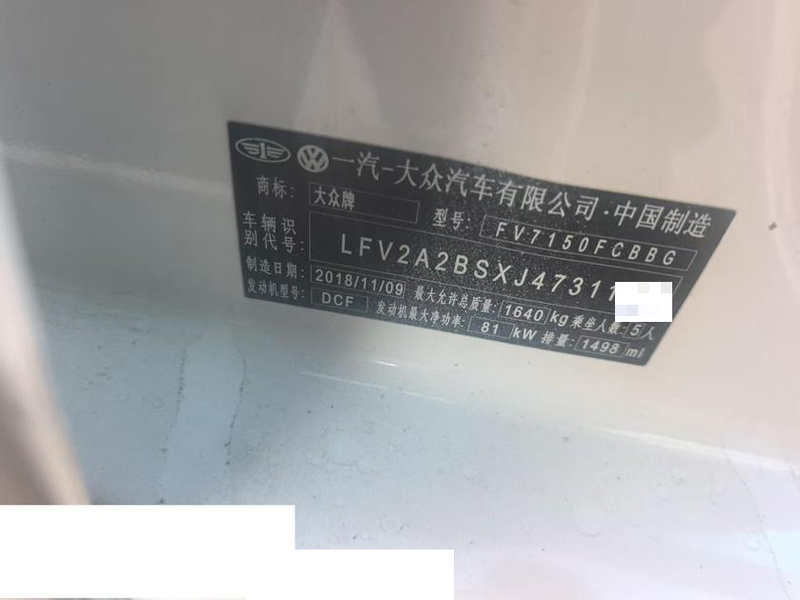 一汽-大众汽车有限公司·中国制造
商标: 大众牌 型号: FV7150FCBBG
车辆识别代号: LFV2A2BSXJ47311
制造日期: 2018/11/09 最大允许总质量: 1640 kg 乘坐人数: 5人
发动机型号: DCF 发动机最大净功率: 81 kW 排量: 1498 ml